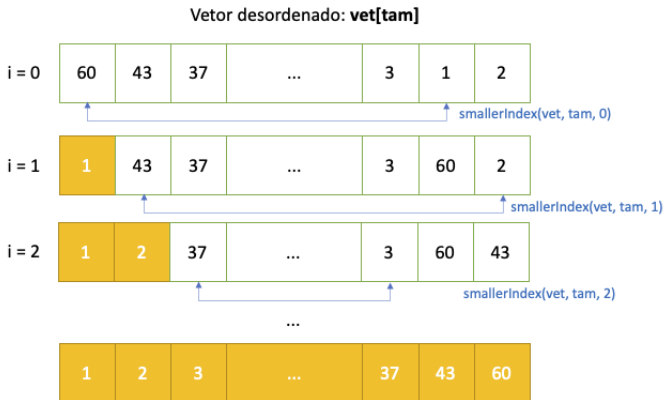 Vetor desordenado: vet[tam]
i = 0 60 43 37 ... 3 1 2
smallerIndex(vet, tam, 0)
i = 1 1 43 37 ... 3 60 2
smallerIndex(vet, tam, 1)
i = 2 1 2 37 ... 3 60 43
smallerIndex(vet, tam, 2)
...
1 2 3 ... 37 43 60